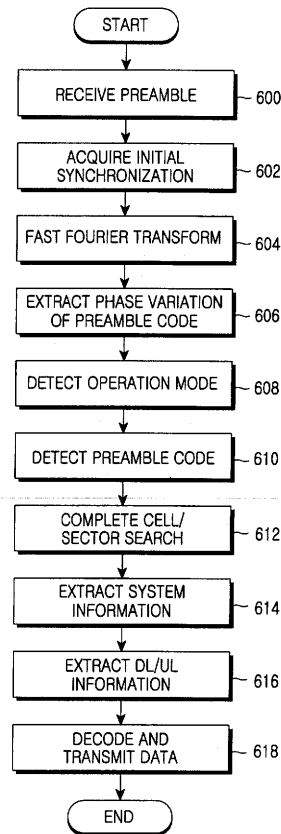 START
RECEIVE PREAMBLE
600
ACQUIRE INITIAL
SYNCHRONIZATION
602
FAST FOURIER TRANSFORM
604
EXTRACT PHASE VARIATION
OF PREAMBLE CODE
606
DETECT OPERATION MODE
608
DETECT PREAMBLE CODE
610
COMPLETE CELL/
SECTOR SEARCH
612
EXTRACT SYSTEM
INFORMATION
614
EXTRACT DL/UL
INFORMATION
616
DECODE AND
TRANSMIT DATA
618
END